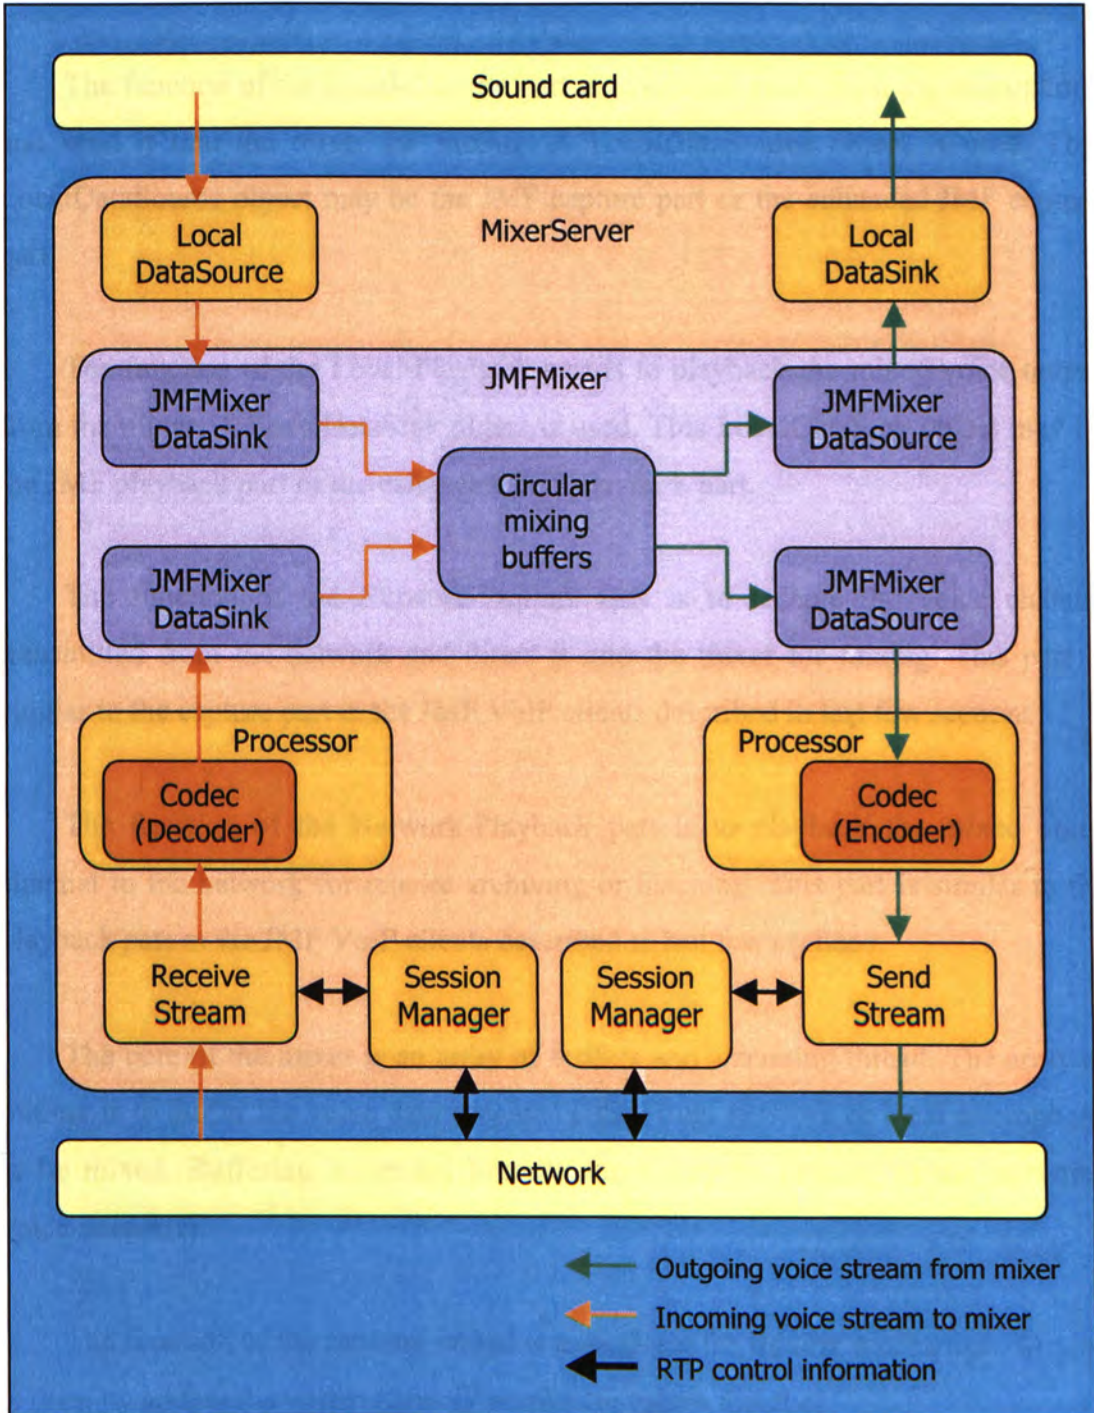 Sound card
MixerServer
Local
DataSource
Local
DataSink
JMFMixer
JMFMixer
DataSink
JMFMixer
DataSource
Circular
mixing
buffers
JMFMixer
DataSink
JMFMixer
DataSource
Processor
Processor
Codec
(Decoder)
Codec
(Encoder)
Receive
Stream
Session
Manager
Session
Manager
Send
Stream
Network
Outgoing voice stream from mixer
Incoming voice stream to mixer
RTP control information